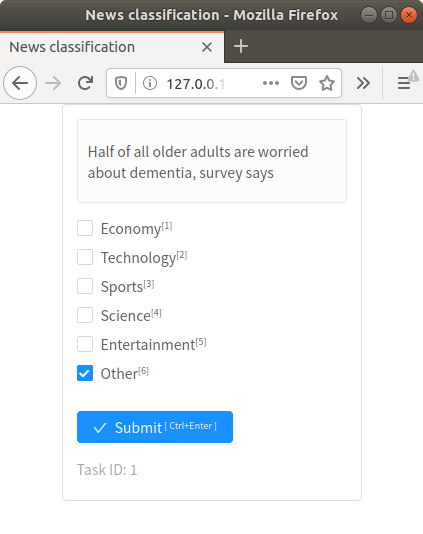 News classification - Mozilla Firefox
News classification
127.0.0.1
Half of all older adults are worried
about dementia, survey says
Economy[1]
Technology[2]
Sports[3]
Science[4]
Entertainment[5]
Other[6]
Submit [ Ctrl+Enter ]
Task ID: 1